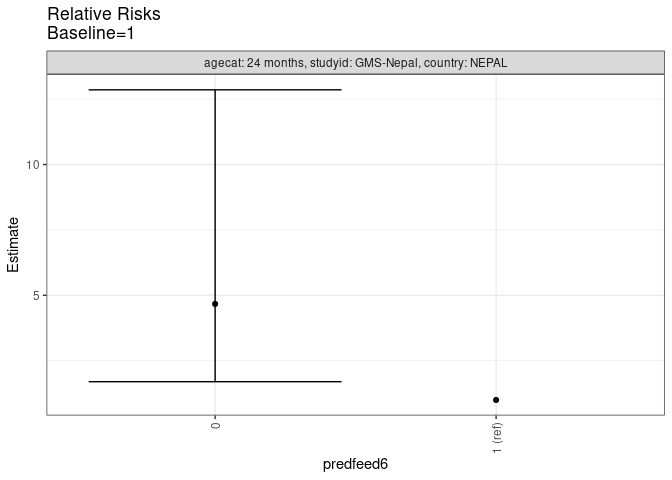 Relative Risks
Baseline=1
agecat: 24 months, studyid: GMS-Nepal, country: NEPAL
Estimate
10
5
0
1 (ref)
predfeed6